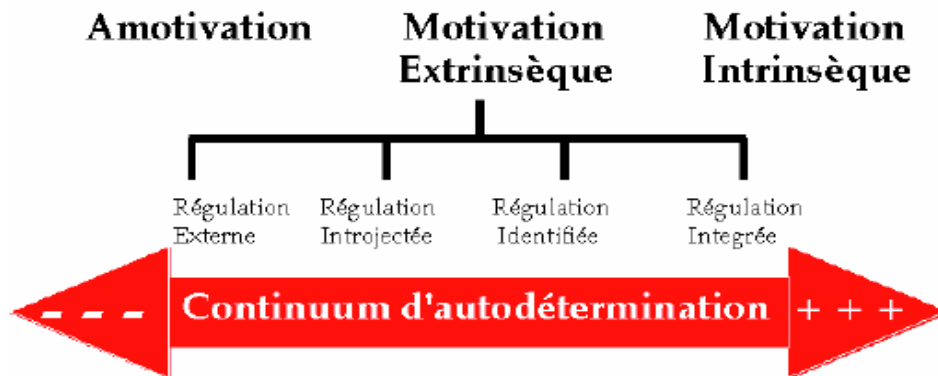 Amotivation
Motivation
Extrinsèque
Motivation
Intrinsèque
Régulation
Externe
Régulation
Introjectée
Régulation
Identifiée
Régulation
Integrée
- - - Continuum d'autodétermination + + +